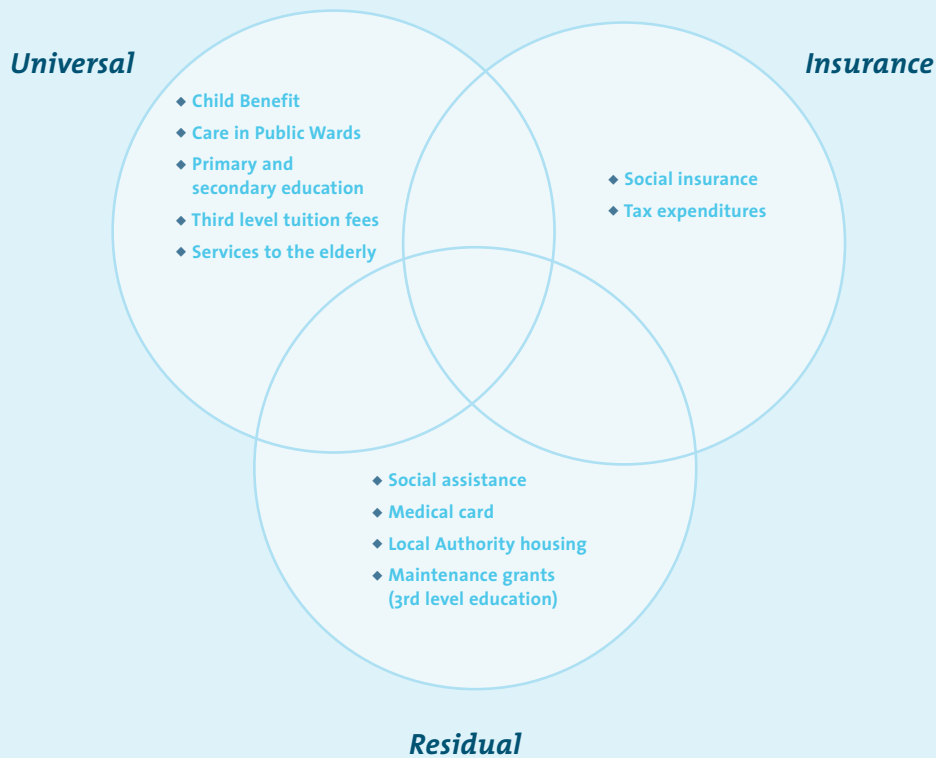 Universal
Insurance
◆ Child Benefit
◆ Care in Public Wards
◆ Primary and
secondary education
◆ Third level tuition fees
◆ Services to the elderly
◆ Social insurance
◆ Tax expenditures
◆ Social assistance
◆ Medical card
◆ Local Authority housing
◆ Maintenance grants
(3rd level education)
Residual